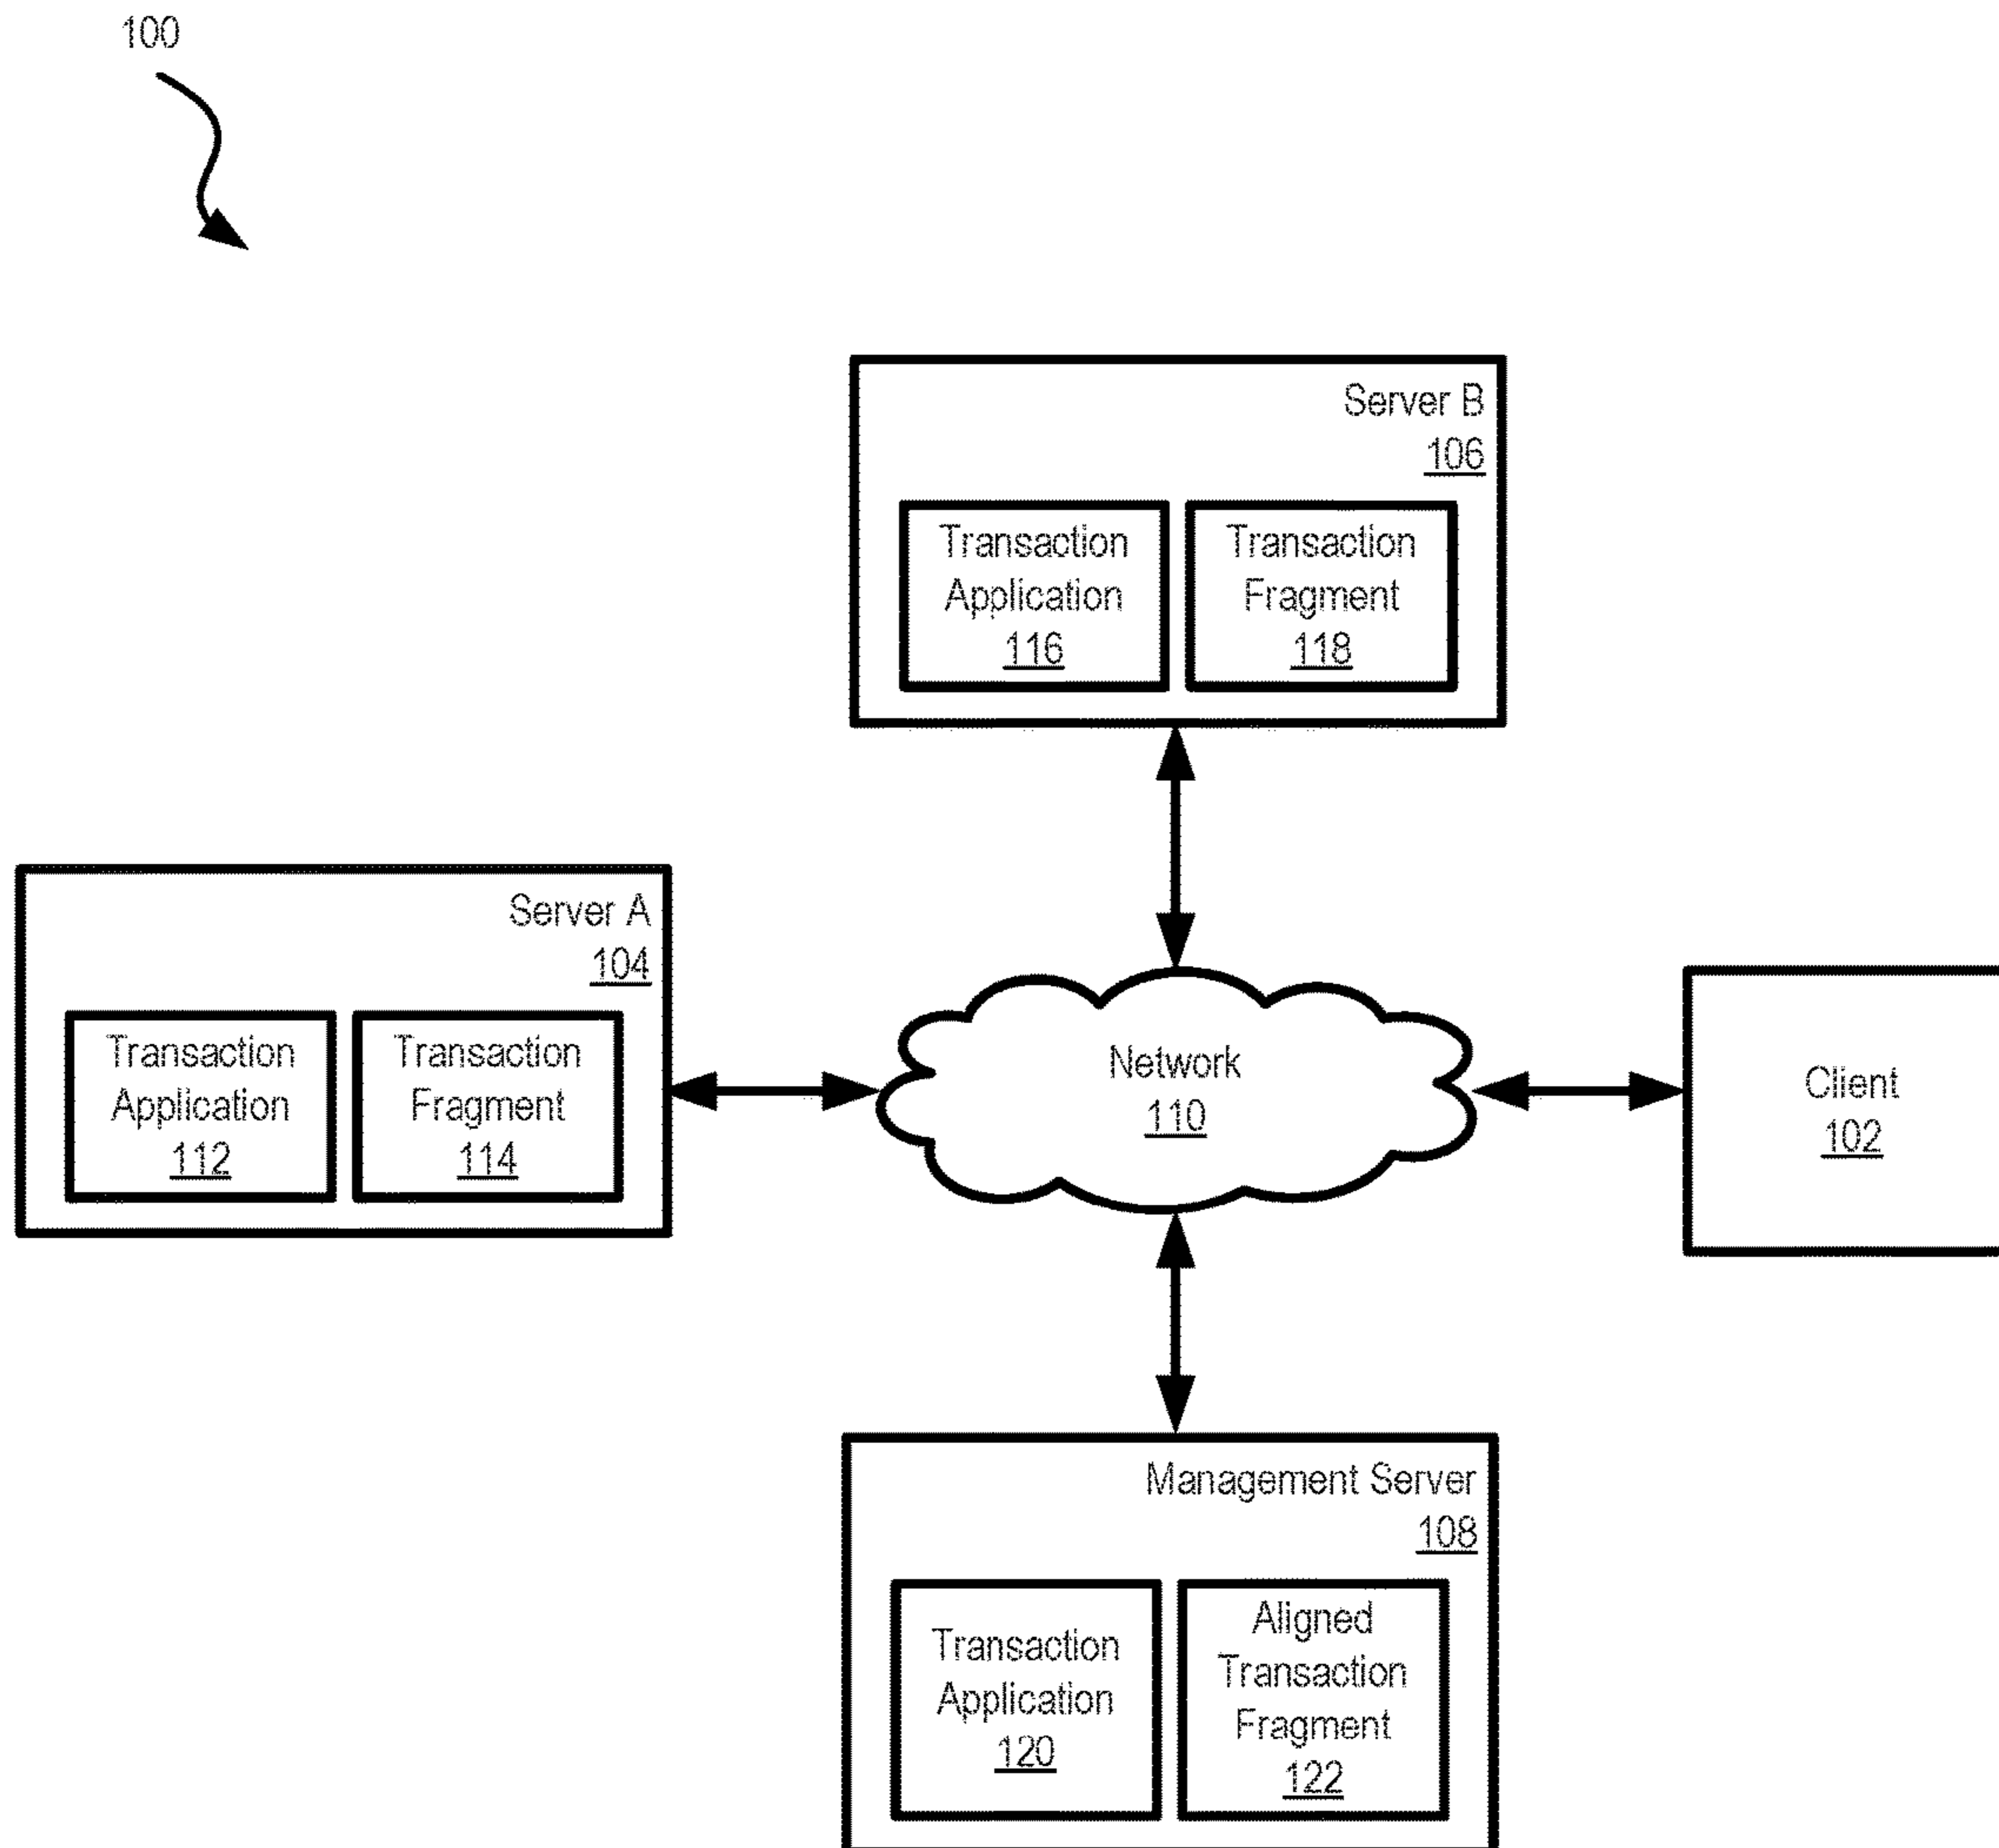 100
Server B
106
Transaction
Application
116
Transaction
Fragment
118
Server A
104
Transaction
Application
112
Transaction
Fragment
114
Network
110
Client
102
Management Server
108
Transaction
Application
120
Aligned
Transaction
Fragment
122